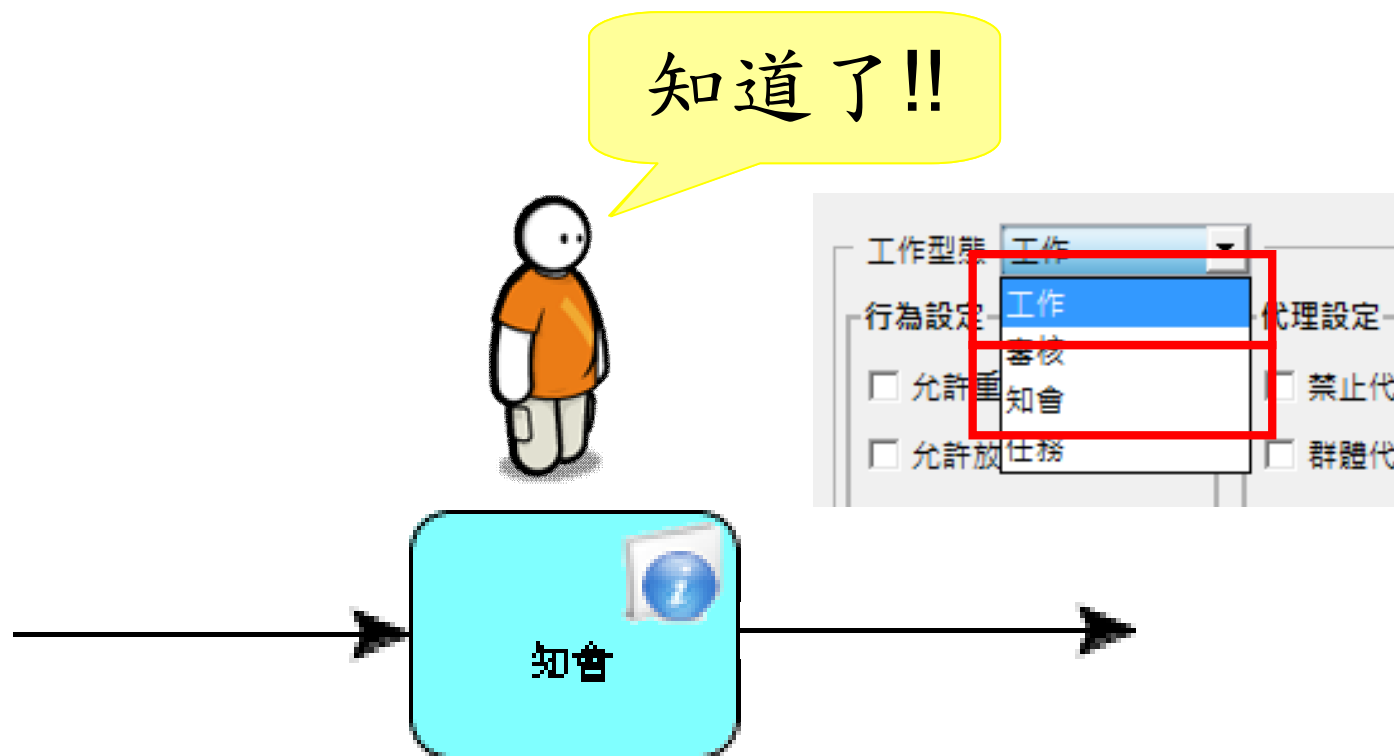 知道了!!
工作型態 工作
行為設定 工作 代理設定
審核
允許重 知會 禁止代
允許放 任務 群體代
知會